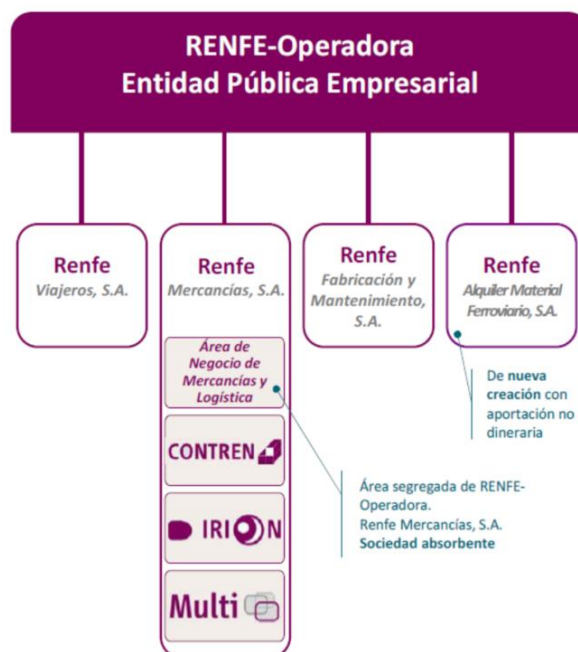 RENFE-Operadora
Entidad Pública Empresarial
Renfe
Viajeros, S.A.
Renfe
Mercancías, S.A.
Área de
Negocio de
Mercancías y
Logística
CONTREN
IRION
Multi
Renfe
Fabricación y
Mantenimiento,
S.A.
Renfe
Alquiler Material
Ferroviario, S.A.
De nueva
creación con
aportación no
dineraria
Área segregada de RENFE-
Operadora.
Renfe Mercancías, S.A.
Sociedad absorbente